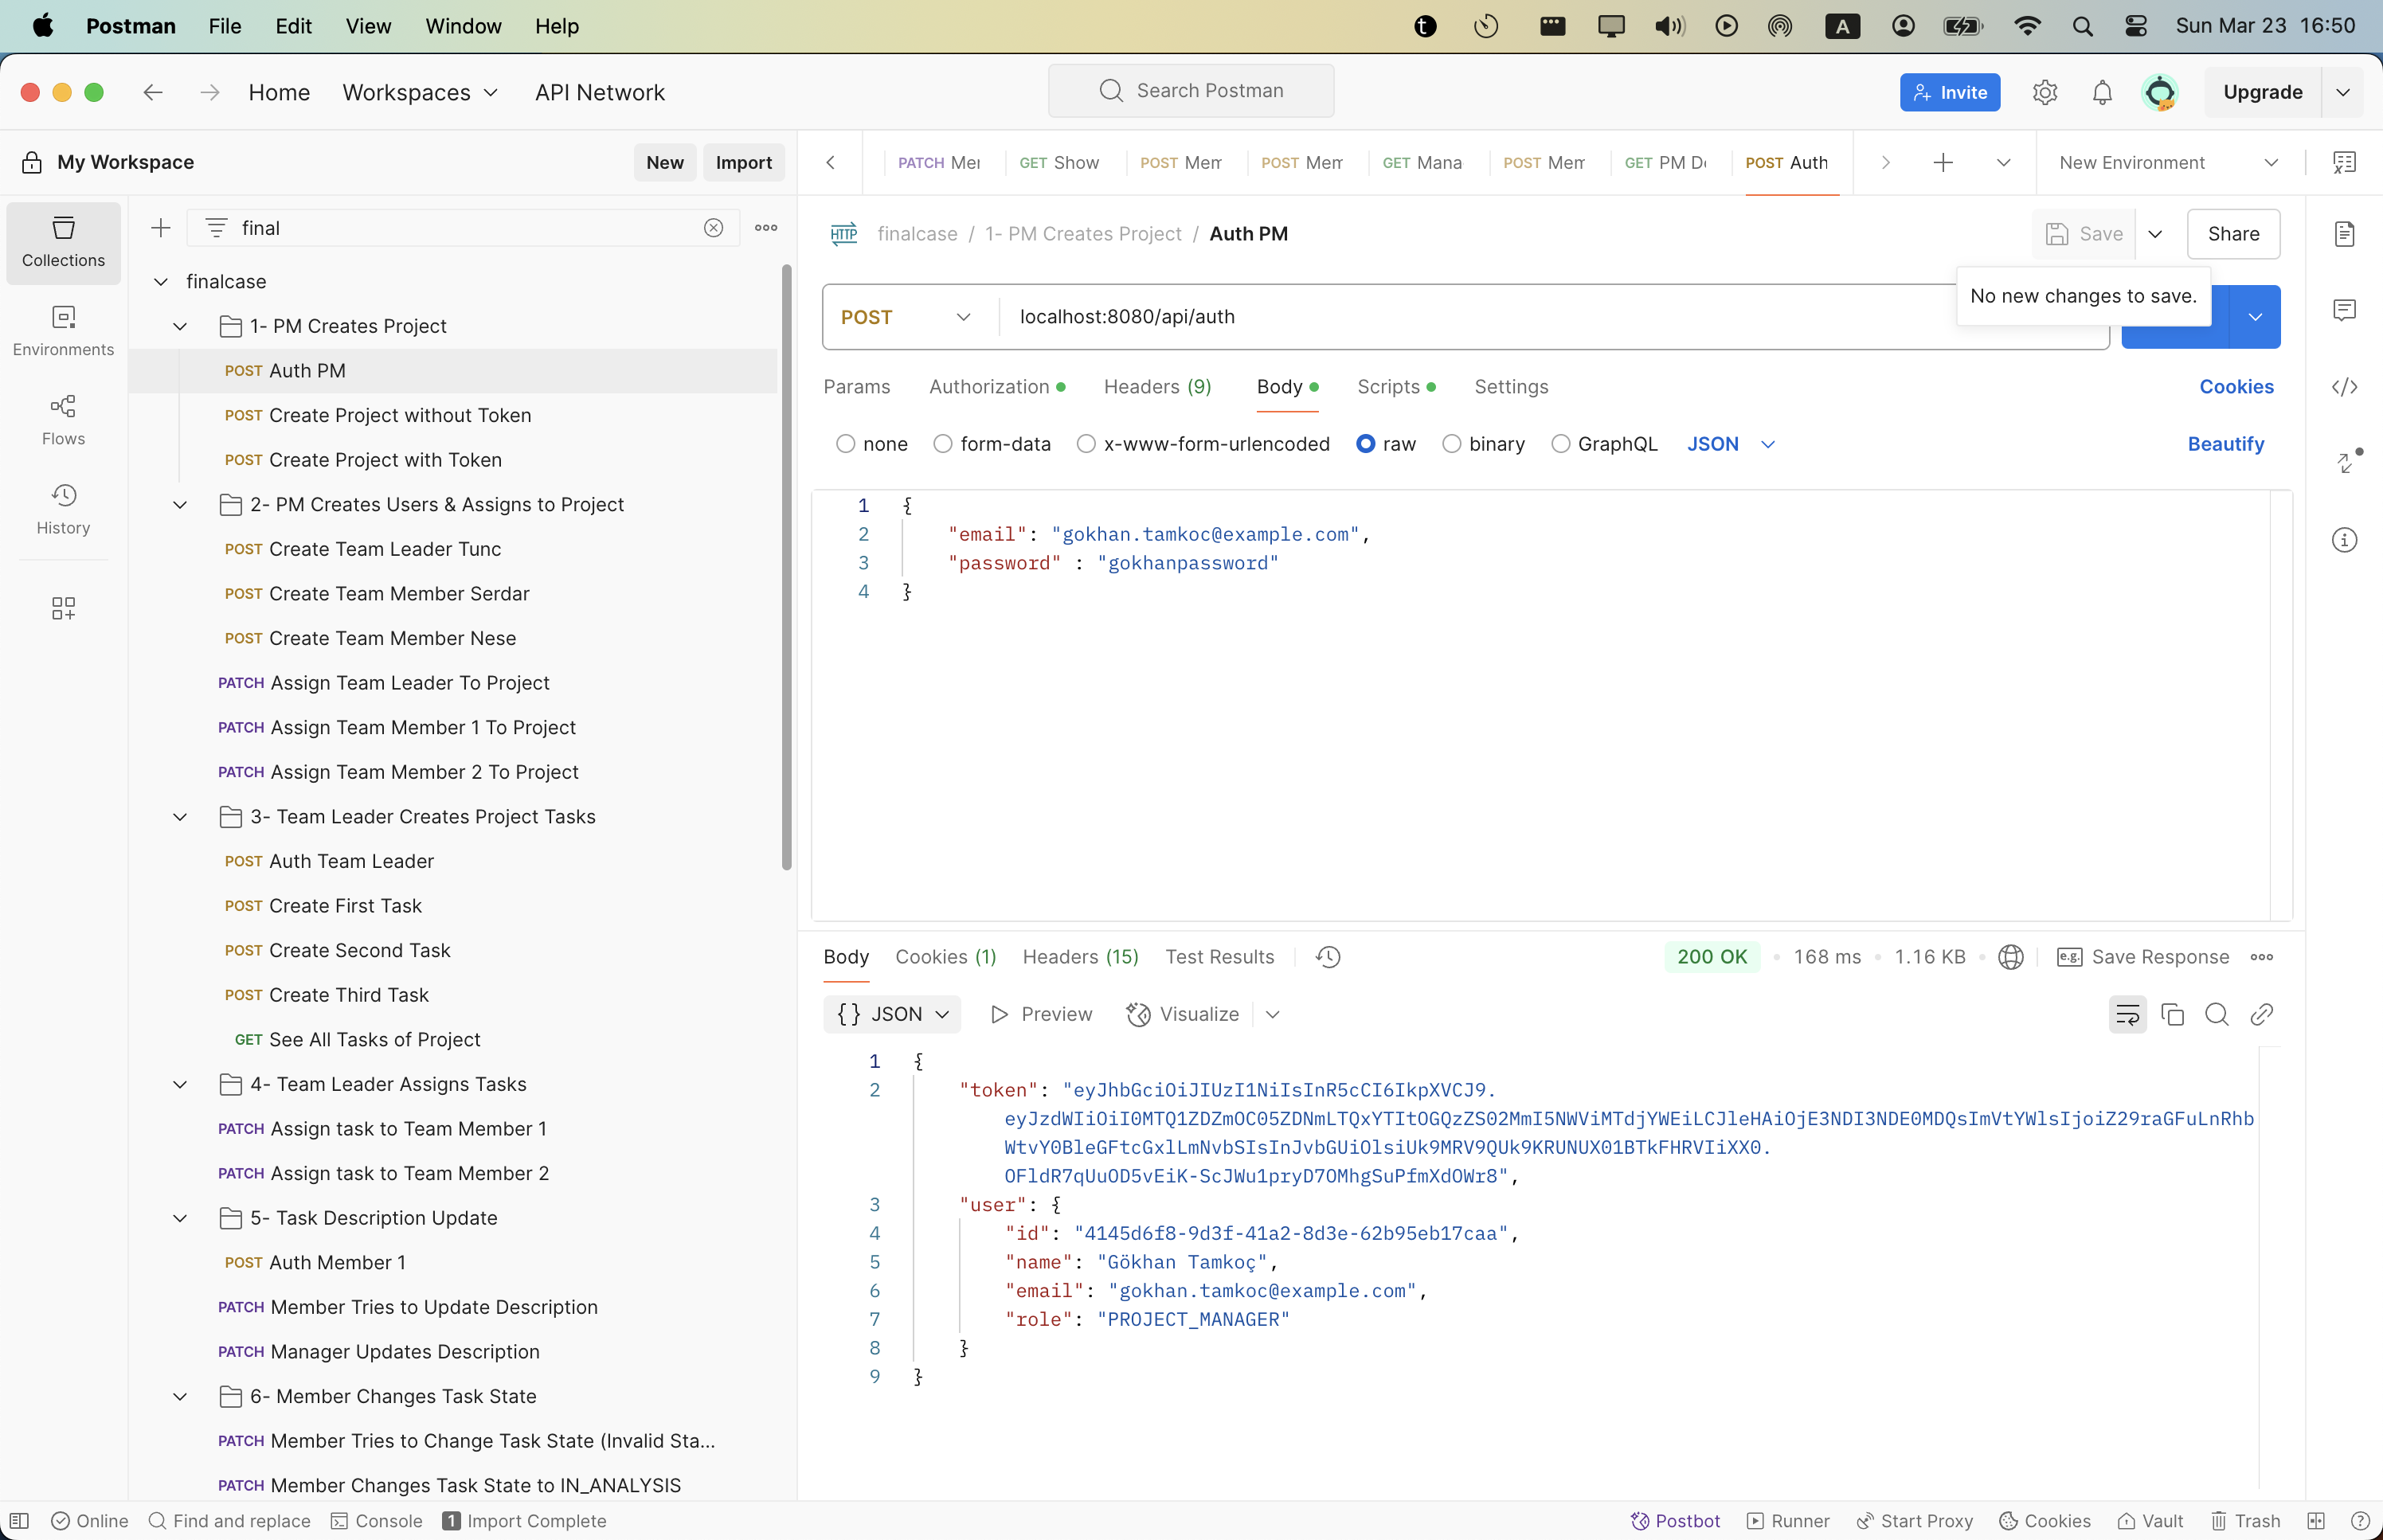 Postman File Edit View Window Help A Sun Mar 23 16:50
Home Workspaces API Network Search Postman Invite Upgrade
My Workspace New Import
PATCH GET Show POST Mem POST Mem GET Mana POST Mem GET PM POST Auth New Environment
Collections
Environments
Flows
History
final
finalcase
1- PM Creates Project
POST Auth PM
POST Create Project without Token
POST Create Project with Token
2- PM Creates Users & Assigns to Project
POST Create Team Leader Tunc
POST Create Team Member Serdar
POST Create Team Member Nese
PATCH Assign Team Leader To Project
PATCH Assign Team Member 1 To Project
PATCH Assign Team Member 2 To Project
3- Team Leader Creates Project Tasks
POST Auth Team Leader
POST Create First Task
POST Create Second Task
POST Create Third Task
GET See All Tasks of Project
4- Team Leader Assigns Tasks
PATCH Assign task to Team Member 1
PATCH Assign task to Team Member 2
5- Task Description Update
POST Auth Member 1
PATCH Member Tries to Update Description
PATCH Manager Updates Description
6- Member Changes Task State
PATCH Member Tries to Change Task State (Invalid Sta...
PATCH Member Changes Task State to IN_ANALYSIS
HTTP finalcase / 1- PM Creates Project / Auth PM Save Share
No new changes to save.
POST localhost:8080/api/auth
Params Authorization Headers (9) Body Scripts Settings Cookies
none form-data x-www-form-urlencoded raw binary GraphQL JSON Beautify
1 {
2 "email": "gokhan.tamkoc@example.com",
3 "password" : "gokhanpassword"
4 }
Body Cookies (1) Headers (15) Test Results 200 OK 168 ms 1.16 KB e.g. Save Response
{} JSON Preview Visualize
1 {
2 "token": "eyJhbGciOiJIUzI1NiIsInR5cCI6IkpXVCJ9.
eyJzdWIiOiI0MTQ1ZDZmOC05ZDNmLTQxYTItOGQzZS02MmI5NWViMTdjYWEiLCJleHAiOjE3NDI3NDE0MDQsImVtYWlsIjoiZ29raGFuLnRhb
WtvY0BleGFtcGxlLmNvbSIsInJvbGUiOlsiUk9MRV9QUk9KRUNUX01BTkFHRVIiXX0.
OFldR7qUuOD5vEiK-ScJWu1pryD7OMhgSuPfmXdOWr8",
3 "user": {
4 "id": "4145d6f8-9d3f-41a2-8d3e-62b95eb17caa",
5 "name": "Gökhan Tamkoç",
6 "email": "gokhan.tamkoc@example.com",
7 "role": "PROJECT_MANAGER"
8 }
9 }
Online Find and replace Console 1 Import Complete Postbot Runner Start Proxy Cookies Vault Trash